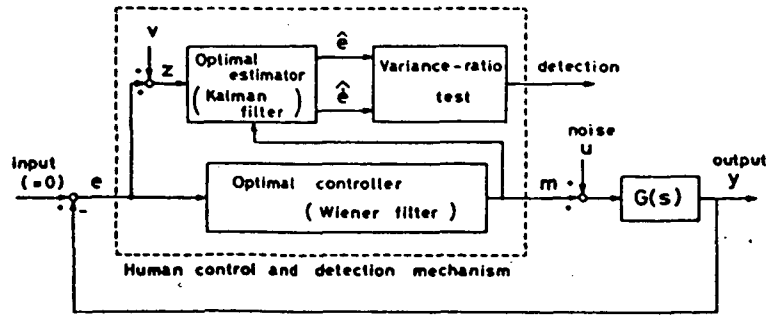 v
z
Optimal
estimator
( Kalman
filter )
ê
ė̂
Variance-ratio
test
detection
input
(=0)
e
+
-
+
+
Optimal controller
( Wiener filter )
m
noise
u
+
+
G(s)
output
y
Human control and detection mechanism